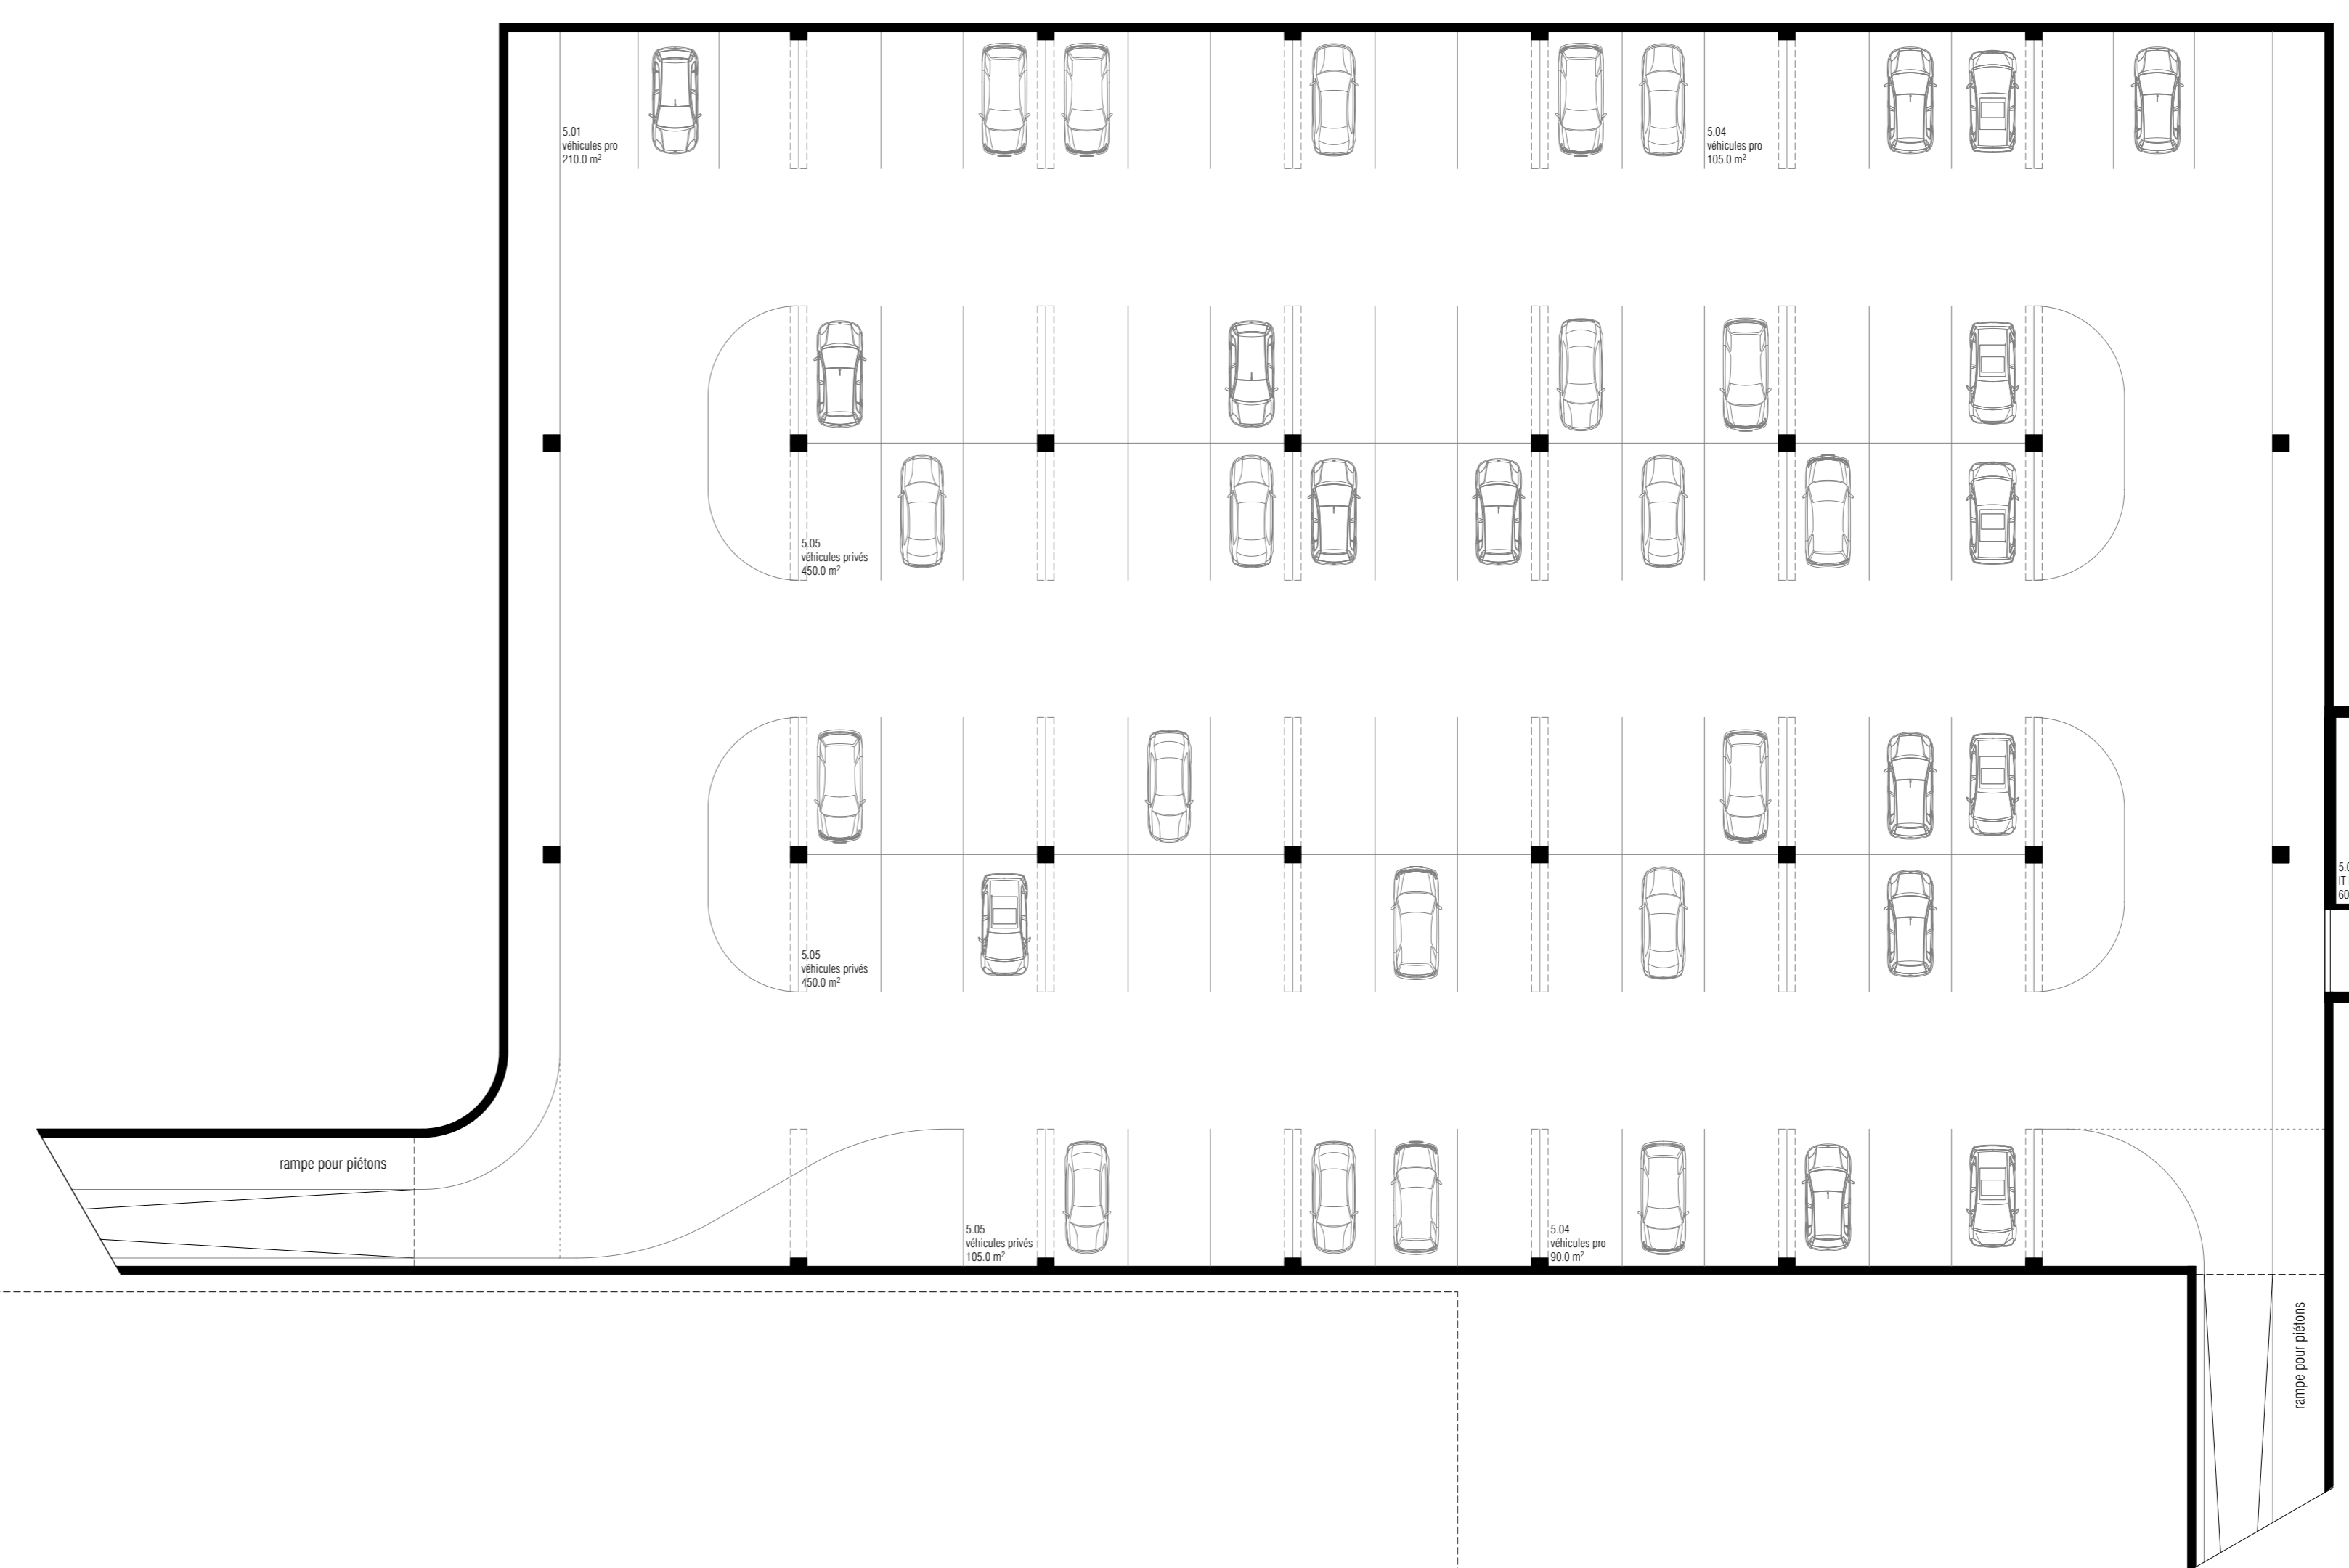 5.01
véhicules pro
210.0 m²
5.04
véhicules pro
105.0 m²
5.05
véhicules privés
450.0 m²
5.05
véhicules privés
450.0 m²
IT
60
rampe pour piétons
5.05
véhicules privés
105.0 m²
5.04
véhicules pro
90.0 m²
rampe pour piétons